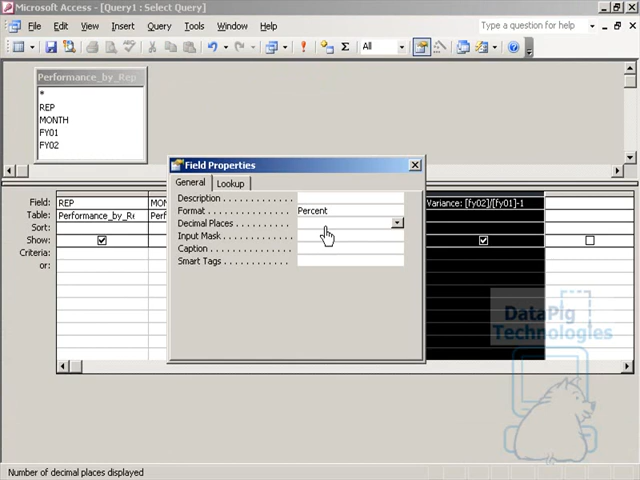 Microsoft Access - [Query1 : Select Query]
File Edit View Insert Query Tools Window Help
Type a question for help
All
Performance_by_Rep
*
REP
MONTH
FY01
FY02
Field Properties
General Lookup
Description
Format Percent
Decimal Places
Input Mask
Caption
Smart Tags
Field: REP MON Variance: [fy02]/[fy01]-1
Table: Performance_by_Re Perf
Sort:
Show:
Criteria:
or:
DataPig
Technologies
Number of decimal places displayed